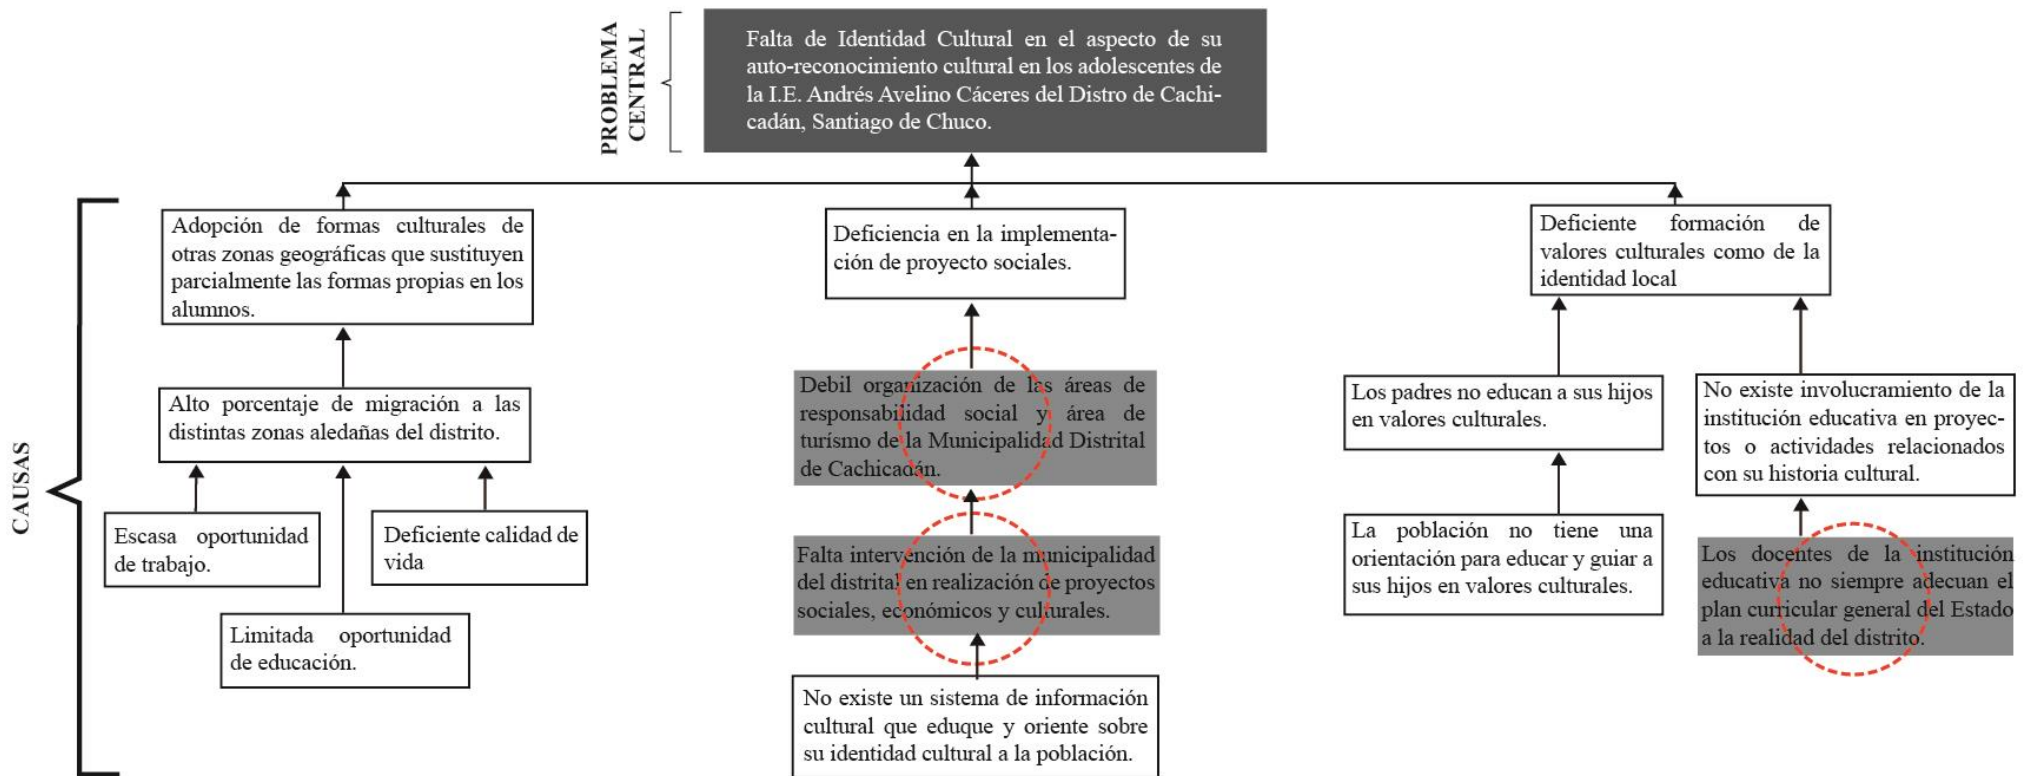 PROBLEMA
CENTRAL
Falta de Identidad Cultural en el aspecto de su
auto-reconocimiento cultural en los adolescentes de
la I.E. Andrés Avelino Cáceres del Distro de Cachi-
cadán, Santiago de Chuco.
CAUSAS
Adopción de formas culturales de
otras zonas geográficas que sustituyen
parcialmente las formas propias en los
alumnos.
Alto porcentaje de migración a las
distintas zonas aledañas del distrito.
Escasa oportunidad
de trabajo.
Limitada oportunidad
de educación.
Deficiente calidad de
vida
Deficiencia en la implementa-
ción de proyecto sociales.
Debil organización de las áreas de
responsabilidad social y área de
turísmo de la Municipalidad Distrital
de Cachicadán.
Falta intervención de la municipalidad
del distrital en realización de proyectos
sociales, económicos y culturales.
No existe un sistema de información
cultural que eduque y oriente sobre
su identidad cultural a la población.
Deficiente formación de
valores culturales como de la
identidad local
Los padres no educan a sus hijos
en valores culturales.
La población no tiene una
orientación para educar y guiar a
sus hijos en valores culturales.
No existe involucramiento de la
institución educativa en proyec-
tos o actividades relacionados
con su historia cultural.
Los docentes de la institución
educativa no siempre adecuan el
plan curricular general del Estado
a la realidad del distrito.